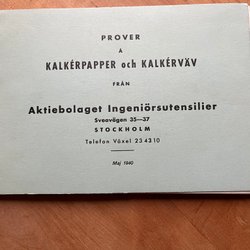 PROVER
Å
KALKÉRPAPPER och KALKÉRVÄV
FRÅN
Aktiebolaget Ingeniörsutensilier
Sveavägen 35—37
STOCKHOLM
Telefon Växel 23 43 10
Maj 1940